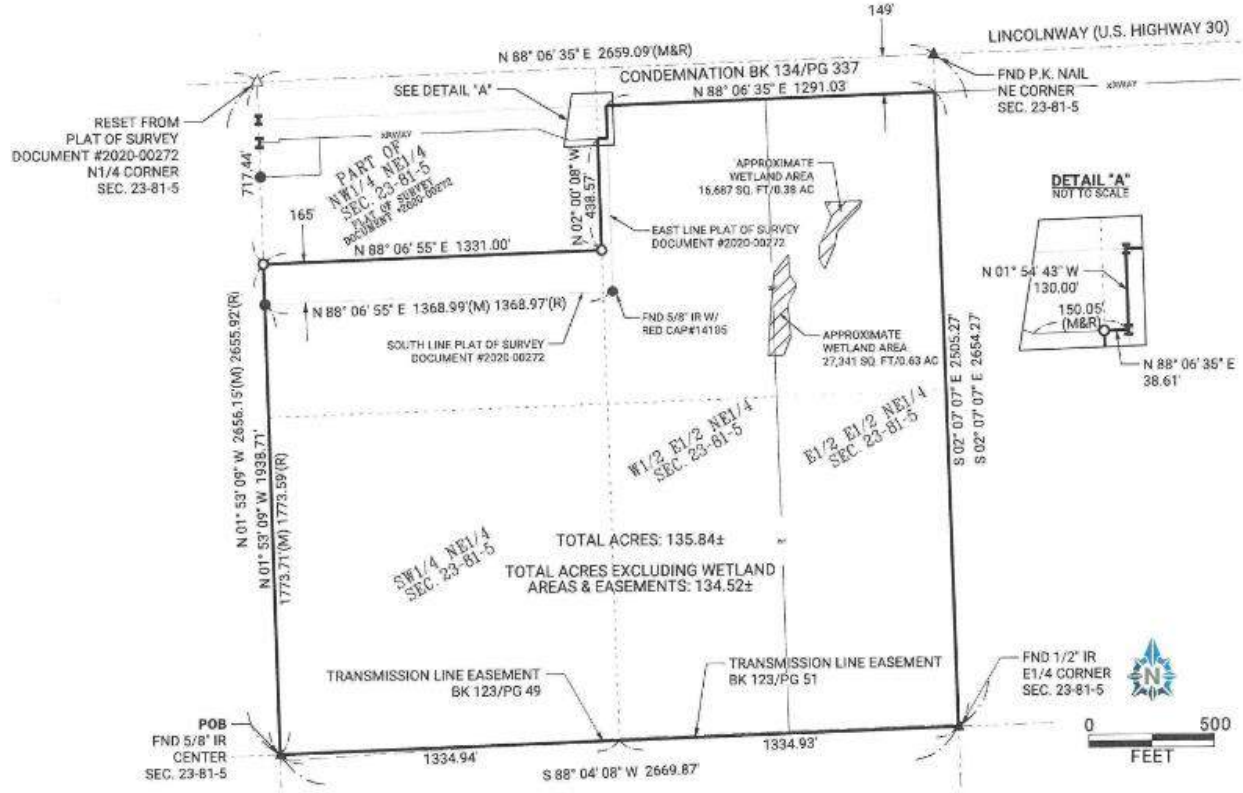 149'
LINCOLNWAY (U.S. HIGHWAY 30)
N 88° 06' 35" E 2659.09'(M&R)
CONDEMNATION BK 134/PG 337
N 88° 06' 35" E 1291.03'
SEE DETAIL "A"
FND P.K. NAIL
NE CORNER
SEC. 23-81-5
RESET FROM
PLAT OF SURVEY
DOCUMENT #2020-00272
N1/4 CORNER
SEC. 23-81-5
717.44'
PART OF
NW1/4 NE1/4
SEC. 23-81-5
PLAT OF SURVEY
DOCUMENT #2020-00272
165'
N 88° 06' 55" E 1331.00'
N 02° 00' 08" W
438.57'
APPROXIMATE
WETLAND AREA
16,687 SQ. FT/0.38 AC
EAST LINE PLAT OF SURVEY
DOCUMENT #2020-00272
DETAIL "A"
NOT TO SCALE
N 01° 54' 43" W
130.00'
150.05'
(M&R)
N 88° 06' 35" E
38.61'
N 88° 06' 55" E 1368.99'(M) 1368.97'(R)
FND 5/8" IR W/
RED CAP#14195
SOUTH LINE PLAT OF SURVEY
DOCUMENT #2020-00272
APPROXIMATE
WETLAND AREA
27,341 SQ. FT/0.63 AC
N 01° 53' 09" W 2656.15'(M) 2655.92'(R)
N 01° 53' 09" W 1938.71'
1773.71'(M) 1773.59'(R)
S 02° 07' 07" E 2505.27'
S 02° 07' 07" E 2654.27'
W1/2 E1/2 NE1/4
SEC. 23-81-5
E1/2 E1/2 NE1/4
SEC. 23-81-5
SW1/4 NE1/4
SEC. 23-81-5
TOTAL ACRES: 135.84±
TOTAL ACRES EXCLUDING WETLAND
AREAS & EASEMENTS: 134.52±
TRANSMISSION LINE EASEMENT
BK 123/PG 49
TRANSMISSION LINE EASEMENT
BK 123/PG 51
FND 1/2" IR
E1/4 CORNER
SEC. 23-81-5
N
0 500
FEET
POB
FND 5/8" IR
CENTER
SEC. 23-81-5
1334.94'
1334.93'
S 88° 04' 08" W 2669.87'